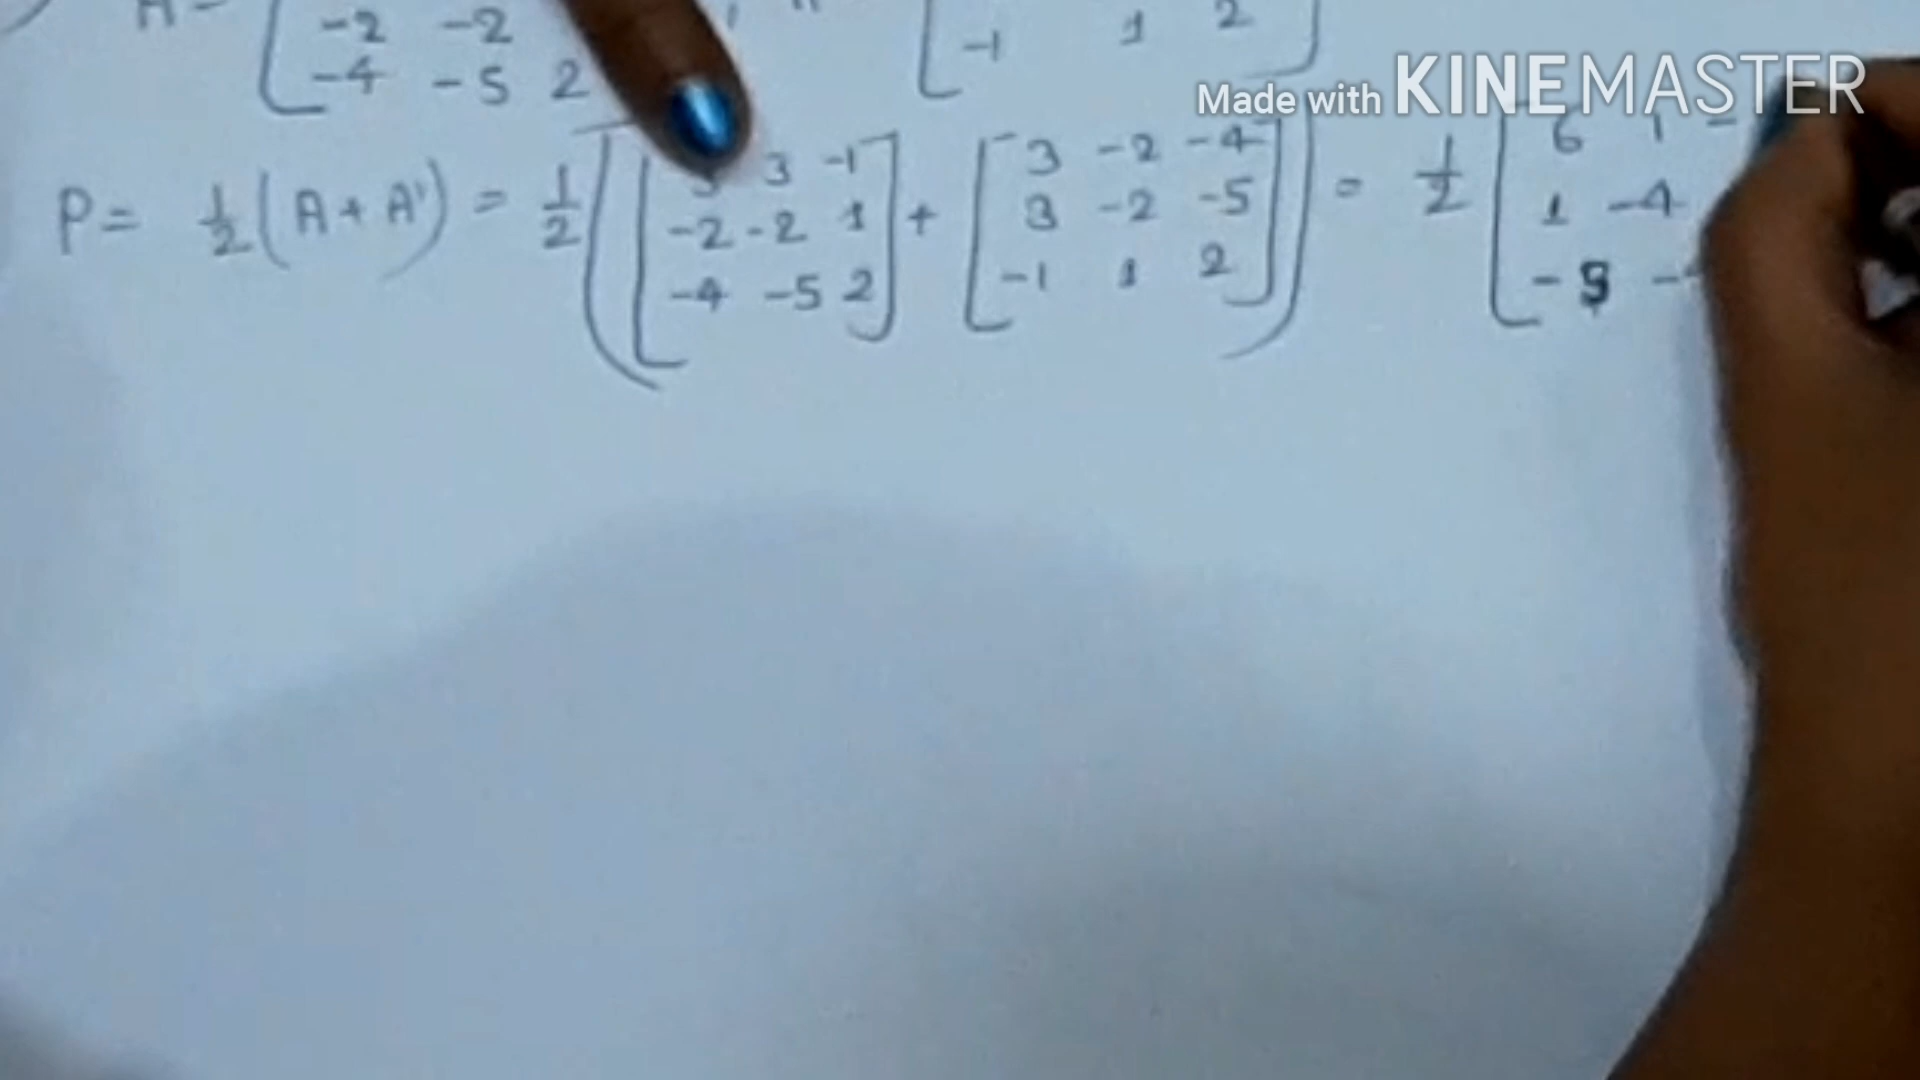 A = [ -2 -2 [ -1 1 2 ]
-4 -5 2
Made with KINEMASTER
P = 1/2 (A + A') = 1/2 ( [ 3 3 -1 ] + [ 3 -2 -4 ] ) = 1/2 [ 6 1 -
-2 -2 1 3 -2 -5 1 -4
-4 -5 2 -1 1 2 -5 -4